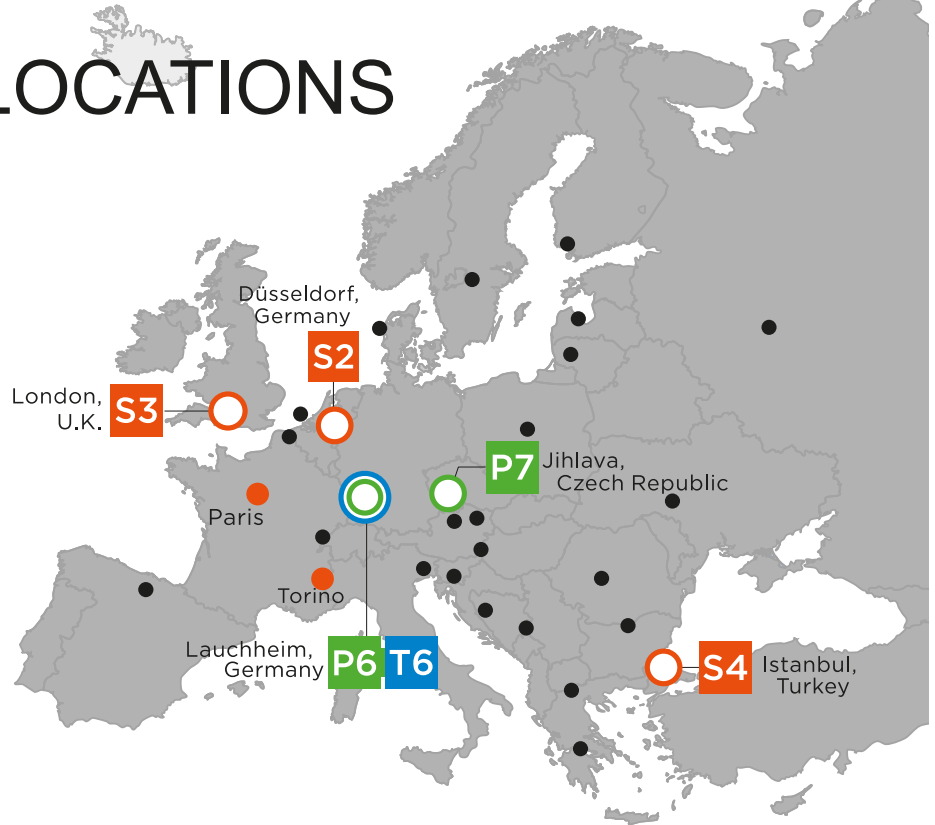 LOCATIONS
Düsseldorf,
Germany
S2
London,
U.K.
S3
P7
Jihlava,
Czech Republic
Paris
Torino
Lauchheim,
Germany
P6 T6
S4
Istanbul,
Turkey